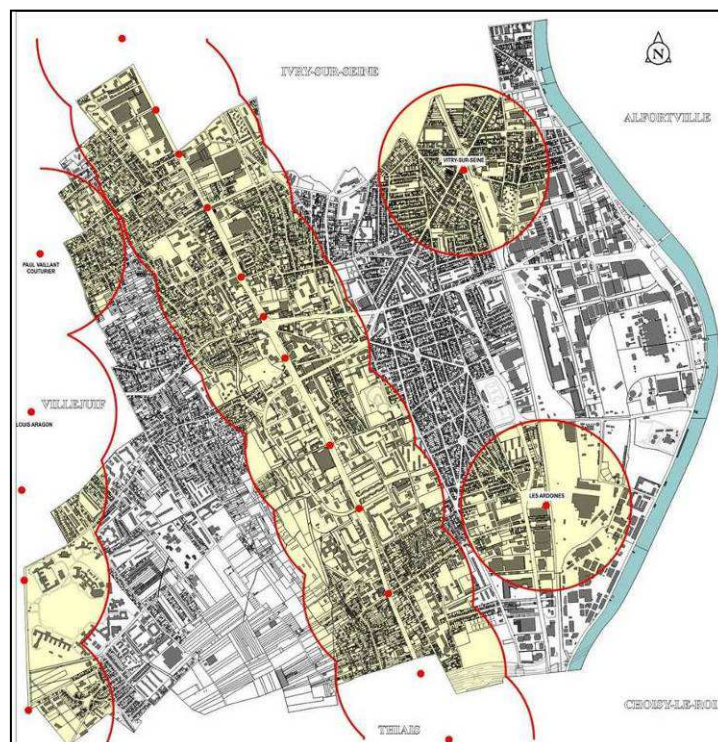 IVRY-SUR-SEINE
N
ALFORTVILLE
VITRY-SUR-SEINE
PAUL VAILLANT
COUTURIER
VILLEJUIF
LOUIS ARAGON
LES ARDOINES
CHOISY-LE-ROI
THIAIS